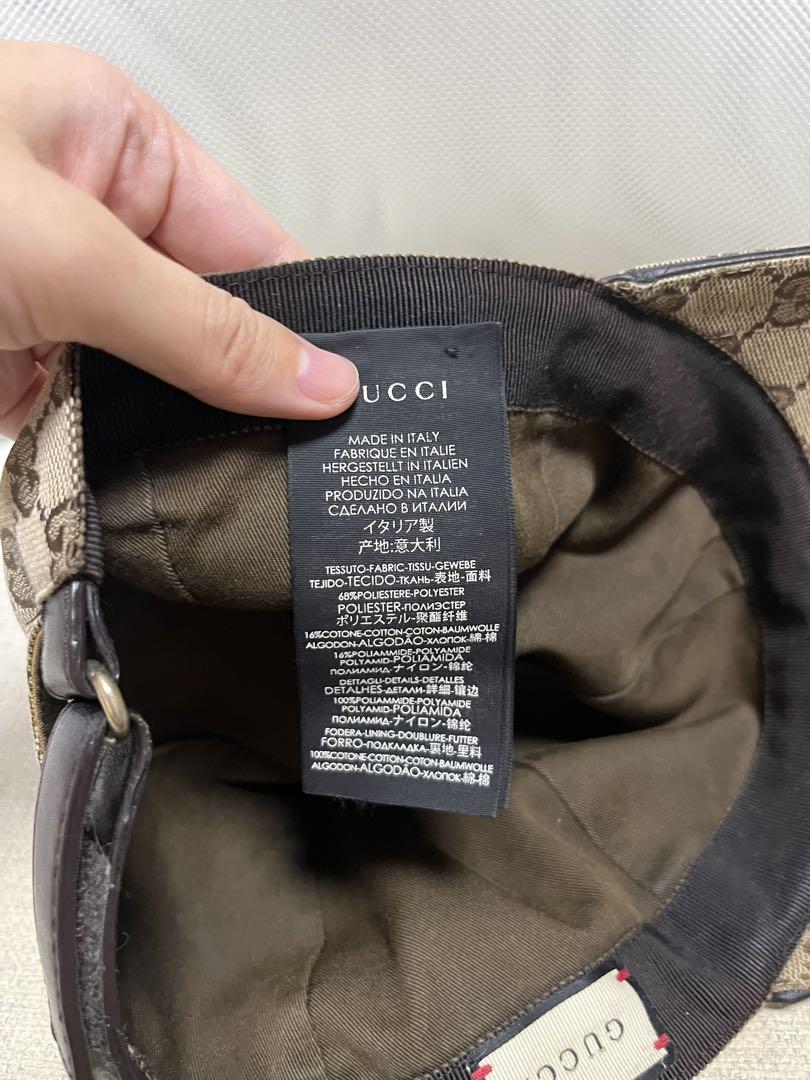 UCCI
MADE IN ITALY
FABRIQUE EN ITALIE
HERGESTELLT IN ITALIEN
HECHO EN ITALIA
PRODUZIDO NA ITALIA
СДЕЛАНО В ИТАЛИИ
イタリア製
产地:意大利
TESSUTO-FABRIC-TISSU-GEWEBE
TEJIDO-TECIDO-ТКАНЬ-表地-面料
68%POLIESTERE-POLYESTER
POLIESTER-ПОЛИЭСТЕР
ポリエステル-聚酯纤维
16%COTONE-COTTON-COTON-BAUMWOLLE
ALGODON-ALGODÃO-ХЛОПОК-綿-棉
16%POLIAMMIDE-POLYAMIDE
POLYAMID-POLIAMIDA
ПОЛИАМИД-ナイロン-锦纶
DETTAGLI-DETAILS-DETALLES
DETALHES-ДЕТАЛИ-詳細-镶边
100%POLIAMMIDE-POLYAMIDE
POLYAMID-POLIAMIDA
ПОЛИАМИД-ナイロン-锦纶
FODERA-LINING-DOUBLURE-FUTTER
FORRO-ПОДКЛАДКА-裏地-里料
100%COTONE-COTTON-COTON-BAUMWOLLE
ALGODON-ALGODÃO-ХЛОПОК-綿-棉
GUCCI